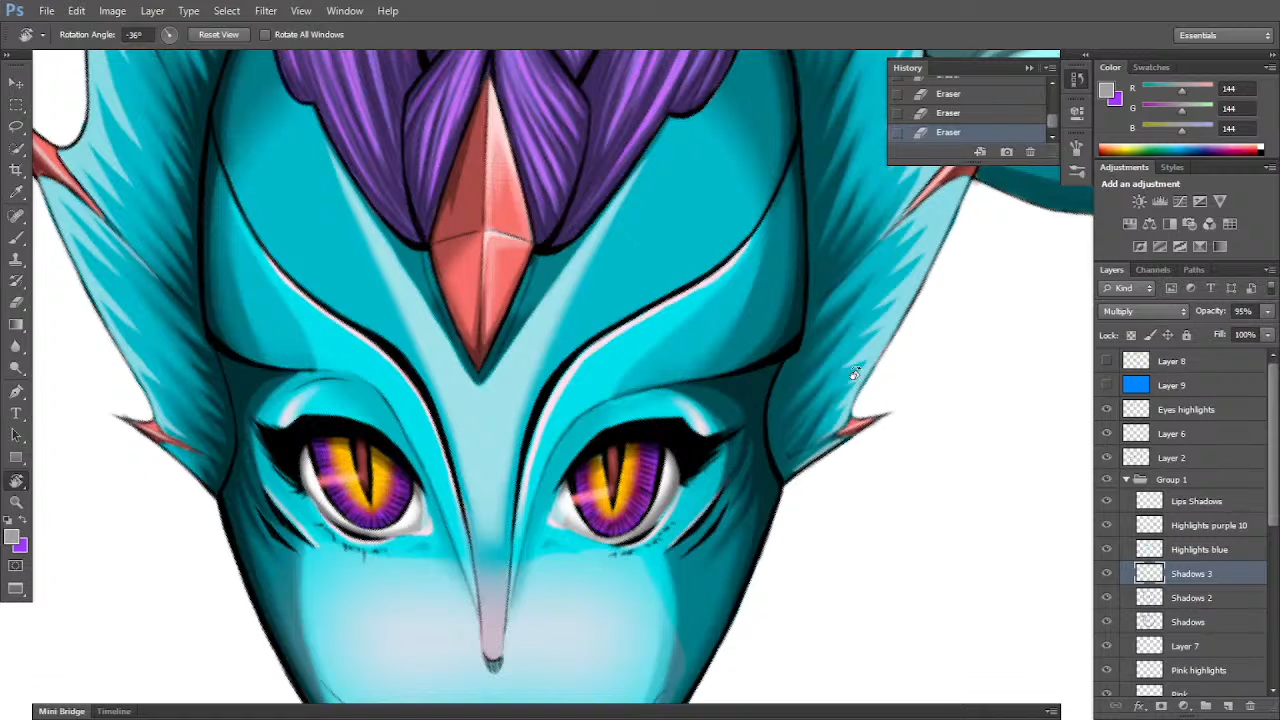 Ps File Edit Image Layer Type Select Filter View Window Help
Rotation Angle: -36° Reset View Rotate All Windows Essentials
History
Eraser
Eraser
Eraser
Color Swatches
R 144
G 144
B 144
Adjustments Styles
Add an adjustment
Layers Channels Paths
Kind
Multiply Opacity: 95%
Lock: Fill: 100%
Layer 8
Layer 9
Eyes highlights
Layer 6
Layer 2
Group 1
Lips Shadows
Highlights purple 10
Highlights blue
Shadows 3
Shadows 2
Shadows
Layer 7
Pink highlights
Pink
Mini Bridge Timeline